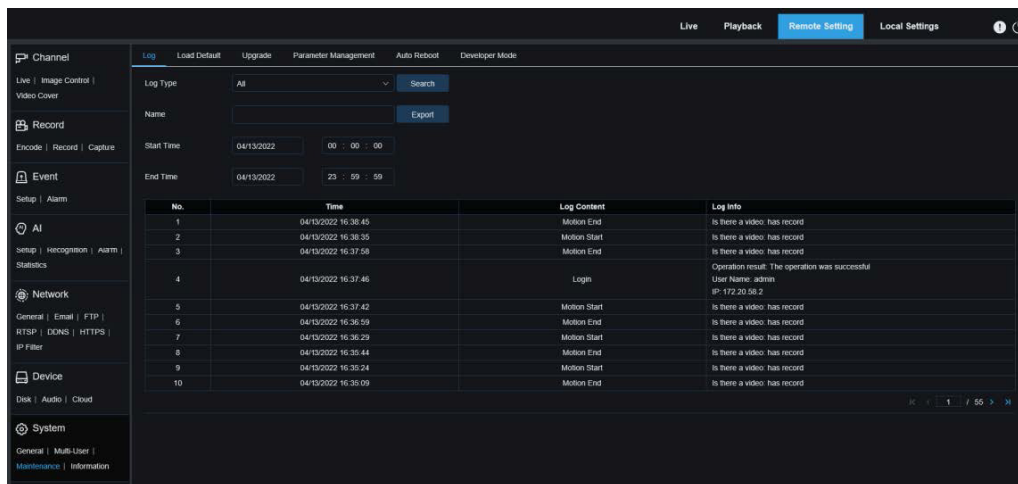 Live Playback Remote Setting Local Settings
Channel
Live | Image Control |
Video Cover
Record
Encode | Record | Capture
Event
Setup | Alarm
AI
Setup | Recognition | Alarm |
Statistics
Network
General | Email | FTP |
RTSP | DDNS | HTTPS |
IP Filter
Device
Disk | Audio | Cloud
System
General | Multi-User |
Maintenance | Information
Log Load Default Upgrade Parameter Management Auto Reboot Developer Mode
Log Type All Search
Name Export
Start Time 04/13/2022 00 : 00 : 00
End Time 04/13/2022 23 : 59 : 59
No. Time Log Content Log Info
1 04/13/2022 16:38:45 Motion End Is there a video: has record
2 04/13/2022 16:38:35 Motion Start Is there a video: has record
3 04/13/2022 16:37:58 Motion End Is there a video: has record
4 04/13/2022 16:37:46 Login Operation result: The operation was successful
User Name: admin
IP: 172.20.58.2
5 04/13/2022 16:37:42 Motion Start Is there a video: has record
6 04/13/2022 16:36:59 Motion End Is there a video: has record
7 04/13/2022 16:36:29 Motion Start Is there a video: has record
8 04/13/2022 16:35:44 Motion End Is there a video: has record
9 04/13/2022 16:35:24 Motion Start Is there a video: has record
10 04/13/2022 16:35:09 Motion End Is there a video: has record
1 / 55